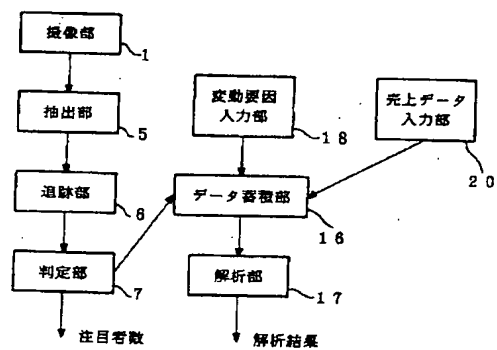 撮像部
1
抽出部
5
変動要因
入力部
18
売上データ
入力部
20
追跡部
6
データ蓄積部
16
判定部
7
解析部
17
注目者数
解析結果